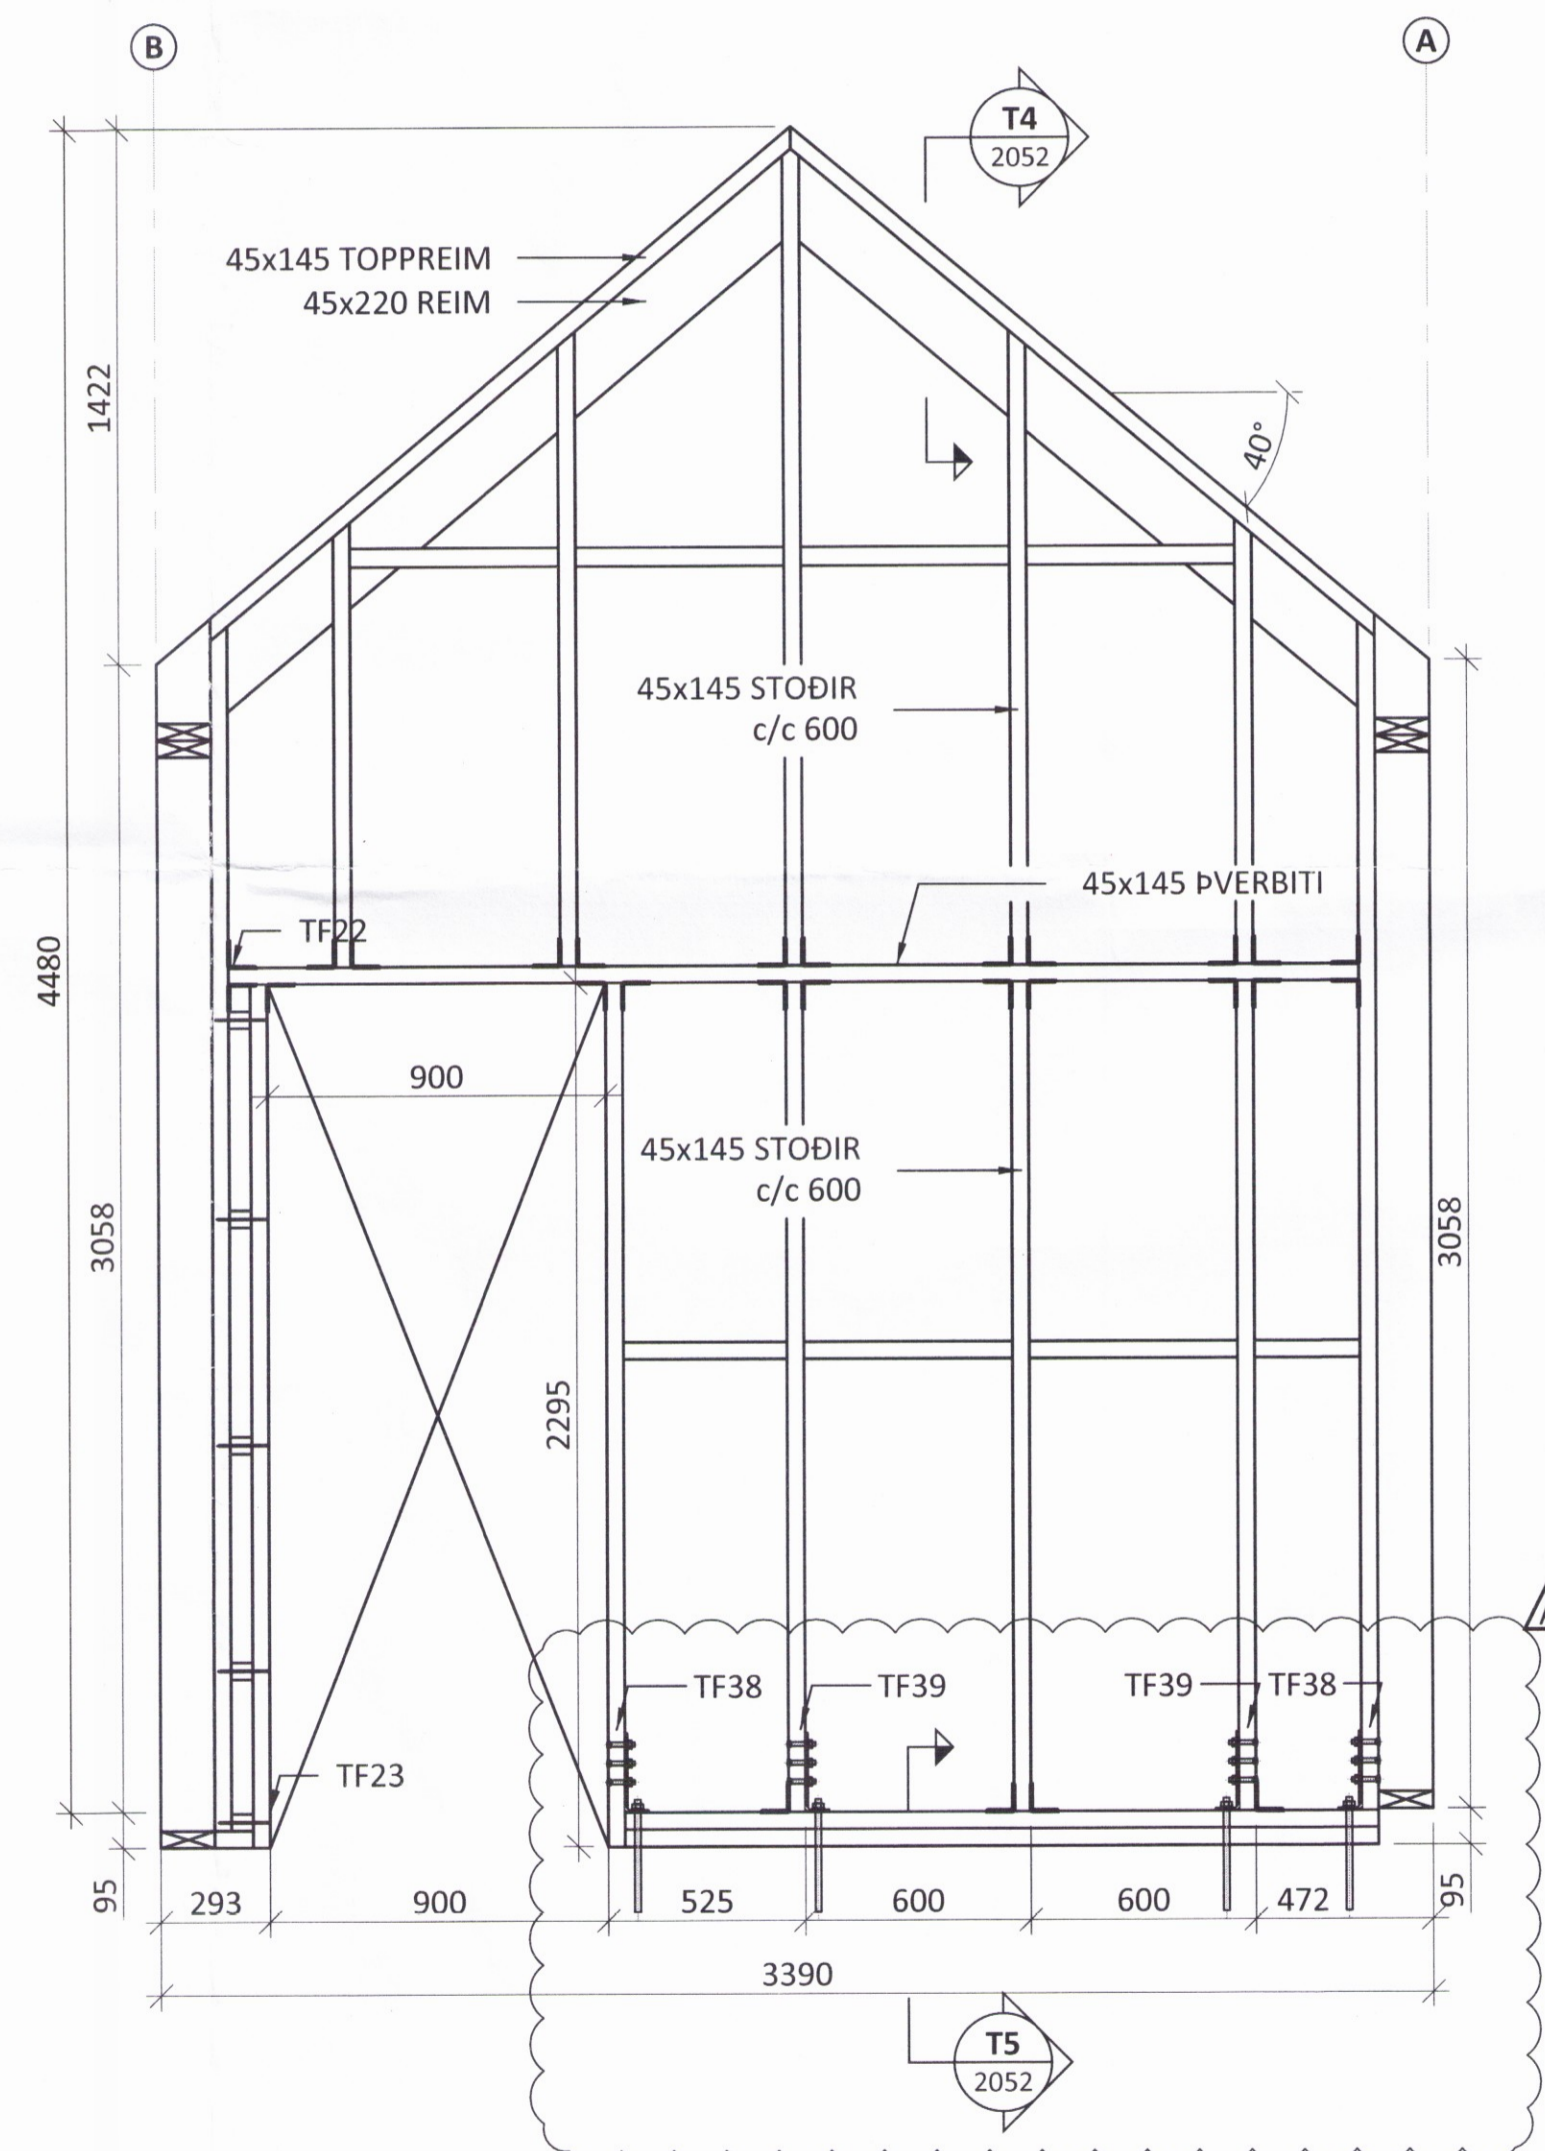 B
A
T4
2052
45x145 TOPPREIM
45x220 REIM
1422
40°
45x145 STOÐIR
c/c 600
45x145 ÞVERBITI
TF22
4480
900
45x145 STOÐIR
c/c 600
3058
3058
2295
TF38
TF39
TF39
TF38
TF23
95
293
900
525
600
600
472
95
3390
T5
2052